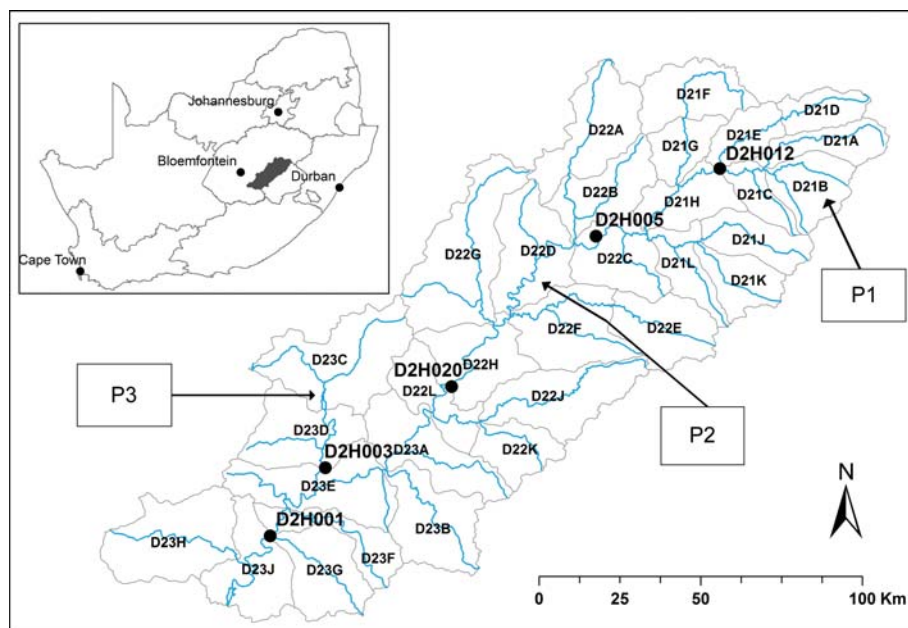 Johannesburg
Bloemfontein
Durban
Cape Town
D21F
D21D
D22A
D21E
D2H012
D21A
D21G
D21B
D22B
D21C
D21H
D2H005
D22G
D22D
D21J
D22C
D21L
D21K
P1
D22F
D22E
D23C
D2H020
D22H
P3
D22L
D22J
P2
D23D
D2H003
D23A
D22K
D23E
N
D2H001
D23B
D23H
D23F
D23J
D23G
0 25 50 100 Km